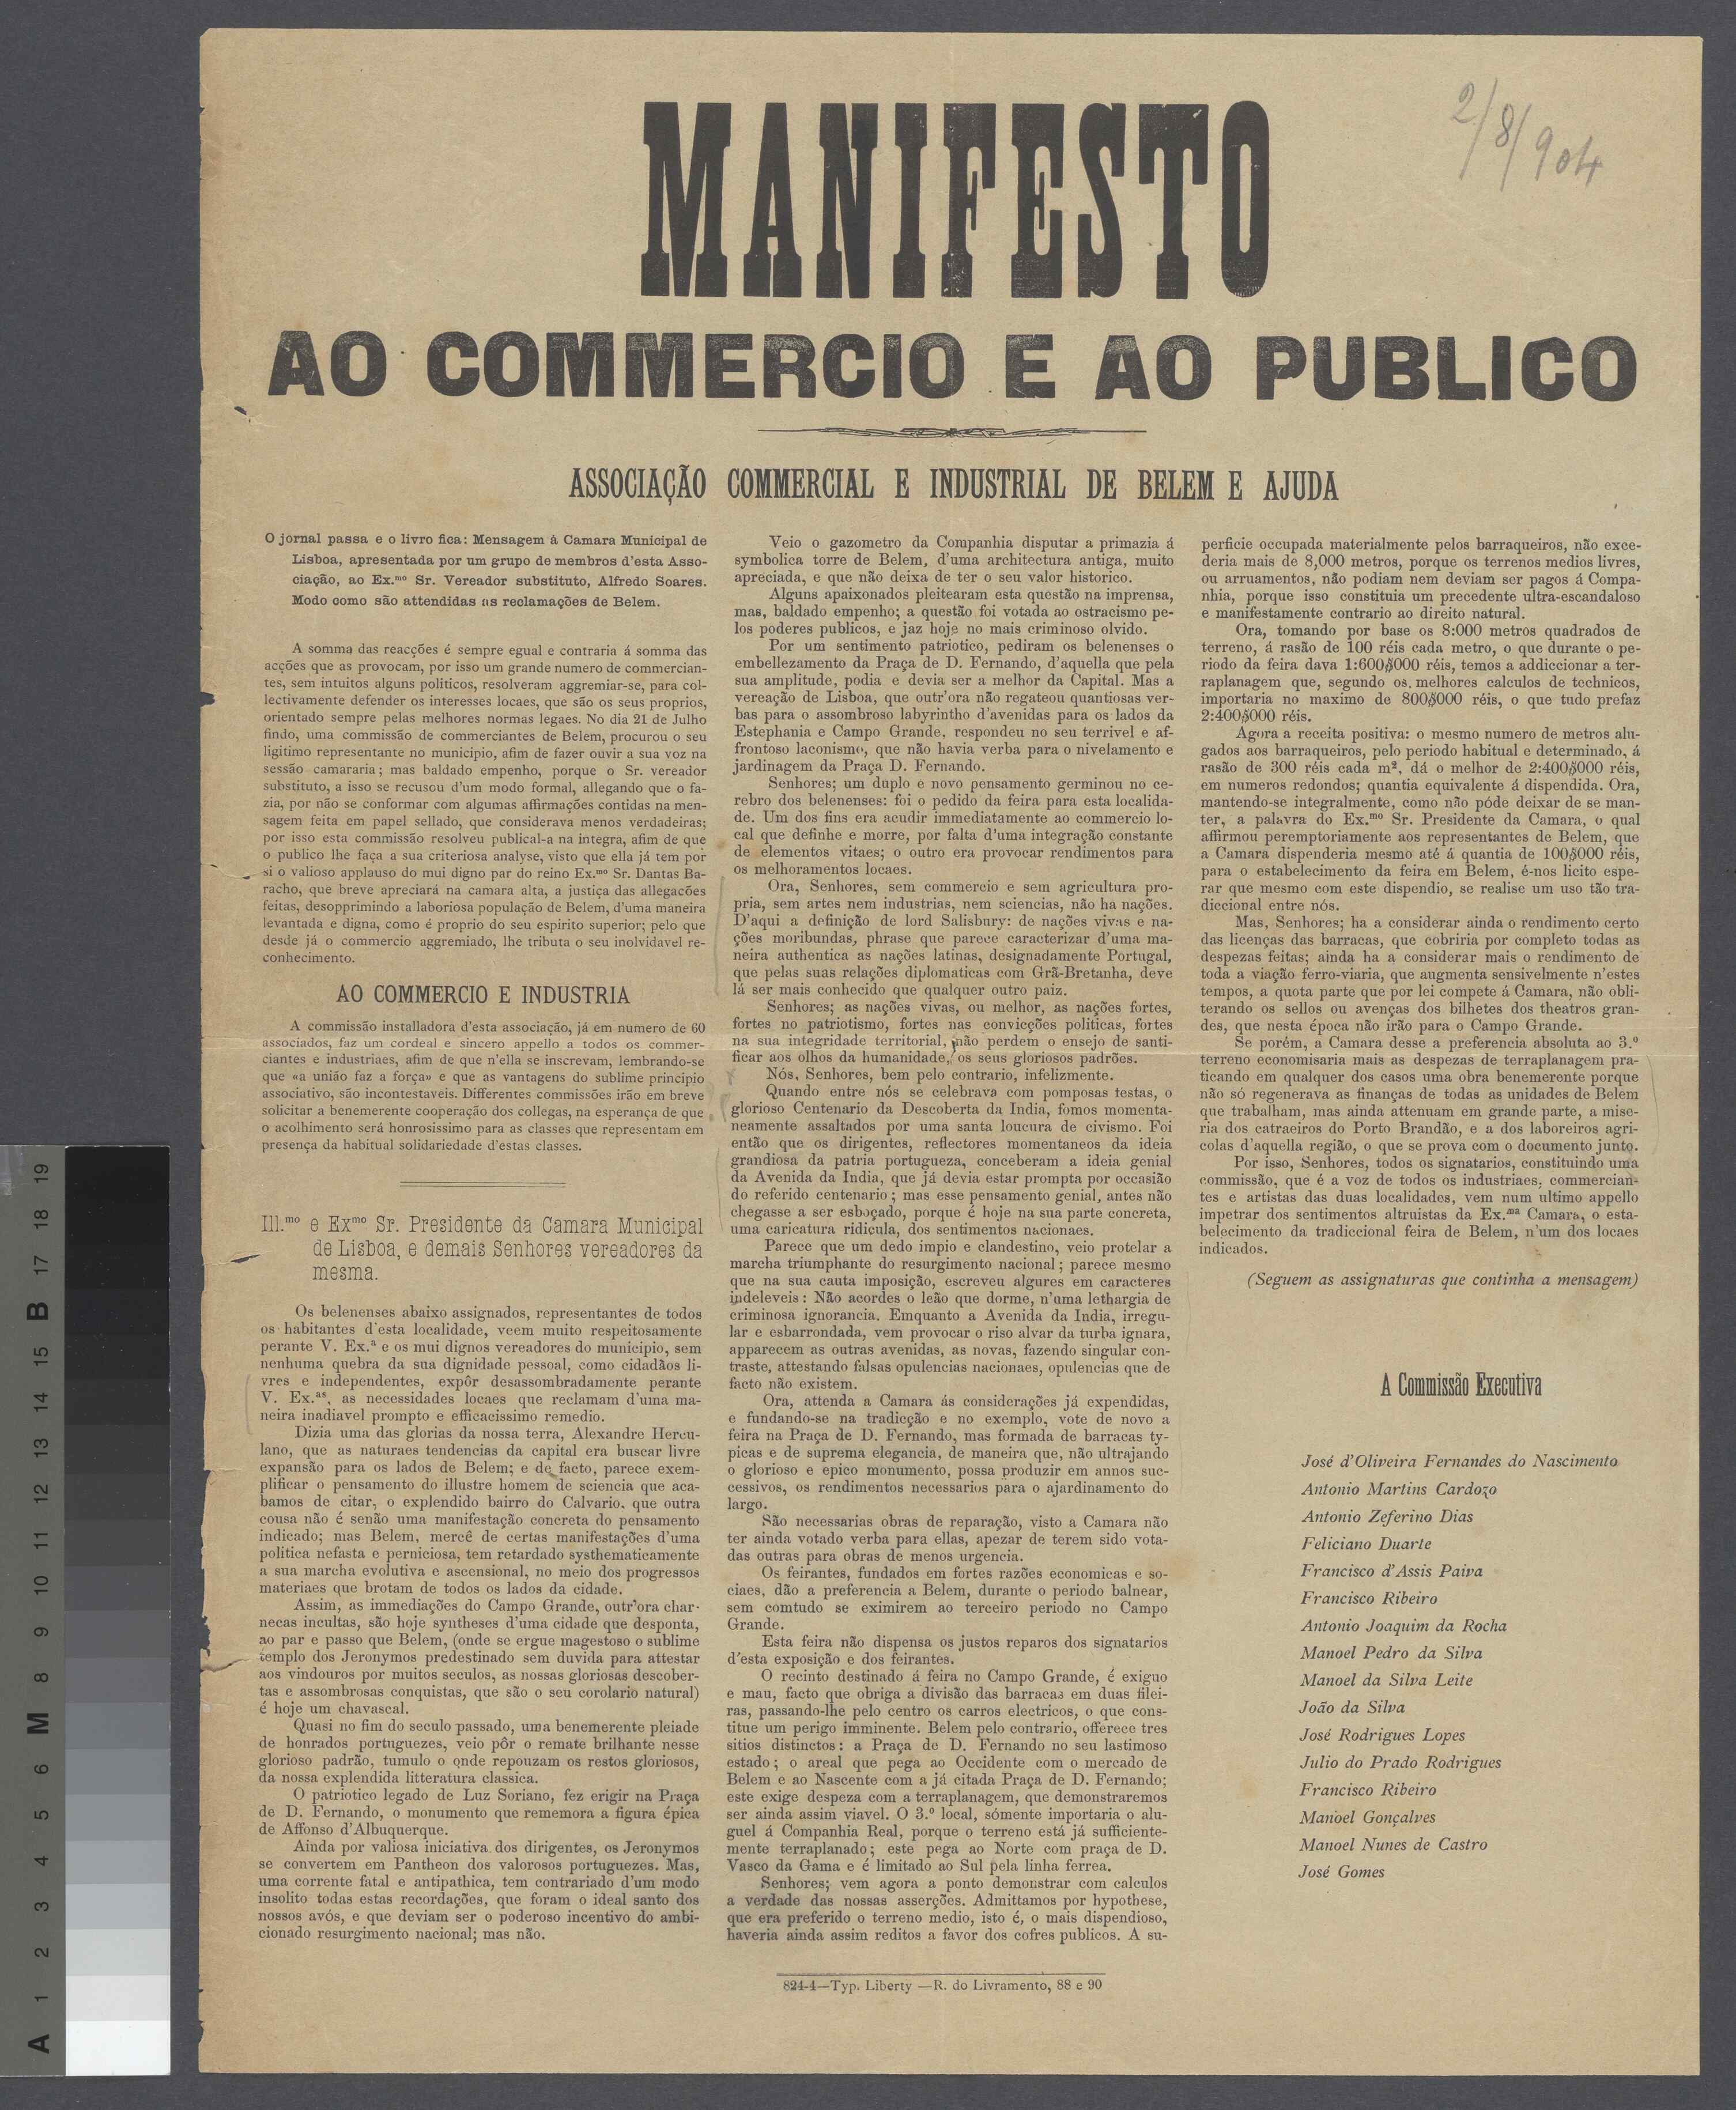 2/8/904
MANIFESTO
AO COMMERCIO E AO PUBLICO
ASSOCIAÇÃO COMMERCIAL E INDUSTRIAL DE BELEM E AJUDA
O jornal passa e o livro fica: Mensagem á Camara Municipal de
Lisboa, apresentada por um grupo de membros d'esta Asso-
ciação, ao Ex.mo Sr. Vereador substituto, Alfredo Soares.
Modo como são attendidas as reclamações de Belem.
A somma das reacções é sempre egual e contraria á somma das
acções que as provocam, por isso um grande numero de commercian-
tes, sem intuitos alguns politicos, resolveram aggremiar-se, para col-
lectivamente defender os interesses locaes, que são os seus proprios,
orientado sempre pelas melhores normas legaes. No dia 21 de Julho
findo, uma commissão de commerciantes de Belem, procurou o seu
ligitimo representante no municipio, afim de fazer ouvir a sua voz na
sessão camararia; mas baldado empenho, porque o Sr. vereador
substituto, a isso se recusou d'um modo formal, allegando que o fa-
zia, por não se conformar com algumas affirmações contidas na men-
sagem feita em papel sellado, que considerava menos verdadeiras;
por isso esta commissão resolveu publical-a na integra, afim de que
o publico lhe faça a sua criteriosa analyse, visto que ella já tem por
si o valioso applauso do mui digno par do reino Ex.mo Sr. Dantas Ba-
racho, que breve apreciará na camara alta, a justiça das allegacões
feitas, desopprimindo a laboriosa população de Belem, d'uma maneira
levantada e digna, como é proprio do seu espirito superior; pelo que
desde já o commercio aggremiado, lhe tributa o seu inolvidavel re-
conhecimento.
AO COMMERCIO E INDUSTRIA
A commissão installadora d'esta associação, já em numero de 60
associados, faz um cordeal e sincero appello a todos os commer-
ciantes e industriaes, afim de que n'ella se inscrevam, lembrando-se
que «a união faz a força» e que as vantagens do sublime principio
associativo, são incontestaveis. Differentes commissões irão em breve
solicitar a benemerente cooperação dos collegas, na esperança de que
o acolhimento será honrosissimo para as classes que representam em
presença da habitual solidariedade d'estas classes.
Ill.mo e Exmo Sr. Presidente da Camara Municipal
de Lisboa, e demais Senhores vereadores da
mesma.
Os belenenses abaixo assignados, representantes de todos
os habitantes d'esta localidade, veem muito respeitosamente
perante V. Ex.ª e os mui dignos vereadores do municipio, sem
nenhuma quebra da sua dignidade pessoal, como cidadãos li-
vres e independentes, expôr desassombradamente perante
V. Ex.as, as necessidades locaes que reclamam d'uma ma-
neira inadiavel prompto e efficacissimo remedio.
Dizia uma das glorias da nossa terra, Alexandre Hercu-
lano, que as naturaes tendencias da capital era buscar livre
expansão para os lados de Belem; e de facto, parece exem-
plificar o pensamento do illustre homem de sciencia que aca-
bamos de citar, o explendido bairro do Calvario, que outra
cousa não é senão uma manifestação concreta do pensamento
indicado; mas Belem, mercê de certas manifestações d'uma
politica nefasta e perniciosa, tem retardado systhematicamente
a sua marcha evolutiva e ascensional, no meio dos progressos
materiaes que brotam de todos os lados da cidade.
Assim, as immediações do Campo Grande, outr'ora char-
necas incultas, são hoje syntheses d'uma cidade que desponta,
ao par e passo que Belem, (onde se ergue magestoso o sublime
templo dos Jeronymos predestinado sem duvida para attestar
aos vindouros por muitos seculos, as nossas gloriosas descober-
tas e assombrosas conquistas, que são o seu corolario natural)
é hoje um chavascal.
Quasi no fim do seculo passado, uma benemerente pleiade
de honrados portuguezes, veio pôr o remate brilhante nesse
glorioso padrão, tumulo o onde repouzam os restos gloriosos,
da nossa explendida litteratura classica.
O patriotico legado de Luz Soriano, fez erigir na Praça
de D. Fernando, o monumento que rememora a figura épica
de Affonso d'Albuquerque.
Ainda por valiosa iniciativa dos dirigentes, os Jeronymos
se convertem em Pantheon dos valorosos portuguezes. Mas,
uma corrente fatal e antipathica, tem contrariado d'um modo
insolito todas estas recordações, que foram o ideal santo dos
nossos avós, e que deviam ser o poderoso incentivo do ambi-
cionado resurgimento nacional; mas não.
Veio o gazometro da Companhia disputar a primazia á
symbolica torre de Belem, d'uma architectura antiga, muito
apreciada, e que não deixa de ter o seu valor historico.
Alguns apaixonados pleitearam esta questão na imprensa,
mas, baldado empenho; a questão foi votada ao ostracismo pe-
los poderes publicos, e jaz hoje no mais criminoso olvido.
Por um sentimento patriotico, pediram os belenenses o
embellezamento da Praça de D. Fernando, d'aquella que pela
sua amplitude, podia e devia ser a melhor da Capital. Mas a
vereação de Lisboa, que outr'ora não regateou quantiosas ver-
bas para o assombroso labyrintho d'avenidas para os lados da
Estephania e Campo Grande, respondeu no seu terrivel e af-
frontoso laconismo, que não havia verba para o nivelamento e
jardinagem da Praça D. Fernando.
Senhores; um duplo e novo pensamento germinou no ce-
rebro dos belenenses: foi o pedido da feira para esta localida-
de. Um dos fins era acudir immediatamente ao commercio lo-
cal que definhe e morre, por falta d'uma integração constante
de elementos vitaes; o outro era provocar rendimentos para
os melhoramentos locaes.
Ora, Senhores, sem commercio e sem agricultura pro-
pria, sem artes nem industrias, nem sciencias, não ha nações.
D'aqui a definição de lord Salisbury: de nações vivas e na-
ções moribundas, phrase que parece caracterizar d'uma ma-
neira authentica as nações latinas, designadamente Portugal,
que pelas suas relações diplomaticas com Grã-Bretanha, deve
lá ser mais conhecido que qualquer outro paiz.
Senhores; as nações vivas, ou melhor, as nações fortes,
fortes no patriotismo, fortes nas convicções politicas, fortes
na sua integridade territorial, não perdem o ensejo de santi-
ficar aos olhos da humanidade, os seus gloriosos padrões.
Nós, Senhores, bem pelo contrario, infelizmente.
Quando entre nós se celebrava com pomposas testas, o
glorioso Centenario da Descoberta da India, fomos momenta-
neamente assaltados por uma santa loucura de civismo. Foi
então que os dirigentes, reflectores momentaneos da ideia
grandiosa da patria portugueza, conceberam a ideia genial
da Avenida da India, que já devia estar prompta por occasião
do referido centenario; mas esse pensamento genial, antes não
chegasse a ser esboçado, porque é hoje na sua parte concreta,
uma caricatura ridicula, dos sentimentos nacionaes.
Parece que um dedo impio e clandestino, veio protelar a
marcha triumphante do resurgimento nacional; parece mesmo
que na sua cauta imposição, escreveu algures em caracteres
indeleveis: Não acordes o leão que dorme, n'uma lethargia de
criminosa ignorancia. Emquanto a Avenida da India, irregu-
lar e esbarrondada, vem provocar o riso alvar da turba ignara,
apparecem as outras avenidas, as novas, fazendo singular con-
traste, attestando falsas opulencias nacionaes, opulencias que de
facto não existem.
Ora, attenda a Camara ás considerações já expendidas,
e fundando-se na tradicção e no exemplo, vote de novo a
feira na Praça de D. Fernando, mas formada de barracas ty-
picas e de suprema elegancia, de maneira que, não ultrajando
o glorioso e epico monumento, possa produzir em annos suc-
cessivos, os rendimentos necessarios para o ajardinamento do
largo.
São necessarias obras de reparação, visto a Camara não
ter ainda votado verba para ellas, apezar de terem sido vota-
das outras para obras de menos urgencia.
Os feirantes, fundados em fortes razões economicas e so-
ciaes, dão a preferencia a Belem, durante o periodo balnear,
sem comtudo se eximirem ao terceiro periodo no Campo
Grande.
Esta feira não dispensa os justos reparos dos signatarios
d'esta exposição e dos feirantes.
O recinto destinado á feira no Campo Grande, é exiguo
e mau, facto que obriga a divisão das barracas em duas filei-
ras, passando-lhe pelo centro os carros electricos, o que cons-
titue um perigo imminente. Belem pelo contrario, offerece tres
sitios distinctos: a Praça de D. Fernando no seu lastimoso
estado; o areal que pega ao Occidente com o mercado de
Belem e ao Nascente com a já citada Praça de D. Fernando;
este exige despeza com a terraplanagem, que demonstraremos
ser ainda assim viavel. O 3.º local, sómente importaria o alu-
guel á Companhia Real, porque o terreno está já sufficiente-
mente terraplanado; este pega ao Norte com praça de D.
Vasco da Gama e é limitado ao Sul pela linha ferrea.
Senhores; vem agora a ponto demonstrar com calculos
a verdade das nossas asserções. Admittamos por hypothese,
que era preferido o terreno medio, isto é, o mais dispendioso,
haveria ainda assim reditos a favor dos cofres publicos. A su-
perficie occupada materialmente pelos barraqueiros, não exce-
deria mais de 8,000 metros, porque os terrenos medios livres,
ou arruamentos, não podiam nem deviam ser pagos á Compa-
nhia, porque isso constituia um precedente ultra-escandaloso
e manifestamente contrario ao direito natural.
Ora, tomando por base os 8:000 metros quadrados de
terreno, á rasão de 100 réis cada metro, o que durante o pe-
riodo da feira dava 1:600$000 réis, temos a addiccionar a ter-
raplanagem que, segundo os melhores calculos de technicos,
importaria no maximo de 800$000 réis, o que tudo prefaz
2:400$000 réis.
Agora a receita positiva: o mesmo numero de metros alu-
gados aos barraqueiros, pelo periodo habitual e determinado, á
rasão de 300 réis cada m², dá o melhor de 2:400$000 réis,
em numeros redondos; quantia equivalente á dispendida. Ora,
mantendo-se integralmente, como não póde deixar de se man-
ter, a palavra do Ex.mo Sr. Presidente da Camara, o qual
affirmou peremptoriamente aos representantes de Belem, que
a Camara dispenderia mesmo até á quantia de 100$000 réis,
para o estabelecimento da feira em Belem, é-nos licito espe-
rar que mesmo com este dispendio, se realise um uso tão tra-
diccional entre nós.
Mas, Senhores; ha a considerar ainda o rendimento certo
das licenças das barracas, que cobriria por completo todas as
despezas feitas; ainda ha a considerar mais o rendimento de
toda a viação ferro-viaria, que augmenta sensivelmente n'estes
tempos, a quota parte que por lei compete á Camara, não obli-
terando os sellos ou avenças dos bilhetes dos theatros gran-
des, que nesta época não irão para o Campo Grande.
Se porém, a Camara desse a preferencia absoluta ao 3.º
terreno economisaria mais as despezas de terraplanagem pra-
ticando em qualquer dos casos uma obra benemerente porque
não só regenerava as finanças de todas as unidades de Belem
que trabalham, mas ainda attenuam em grande parte, a mise-
ria dos catraeiros do Porto Brandão, e a dos laboreiros agri-
colas d'aquella região, o que se prova com o documento junto.
Por isso, Senhores, todos os signatarios, constituindo uma
commissão, que é a voz de todos os industriaes, commercian-
tes e artistas das duas localidades, vem num ultimo appello
impetrar dos sentimentos altruistas da Ex.ma Camara, o esta-
belecimento da tradiccional feira de Belem, n'um dos locaes
indicados.
(Seguem as assignaturas que continha a mensagem)
A Commissão Executiva
José d'Oliveira Fernandes do Nascimento
Antonio Martins Cardozo
Antonio Zeferino Dias
Feliciano Duarte
Francisco d'Assis Paiva
Francisco Ribeiro
Antonio Joaquim da Rocha
Manoel Pedro da Silva
Manoel da Silva Leite
João da Silva
José Rodrigues Lopes
Julio do Prado Rodrigues
Francisco Ribeiro
Manoel Gonçalves
Manoel Nunes de Castro
José Gomes
824-4—Typ. Liberty —R. do Livramento, 88 e 90
A 1 2 3 4 5 6 M 8 9 10 11 12 13 14 15 B 17 18 19